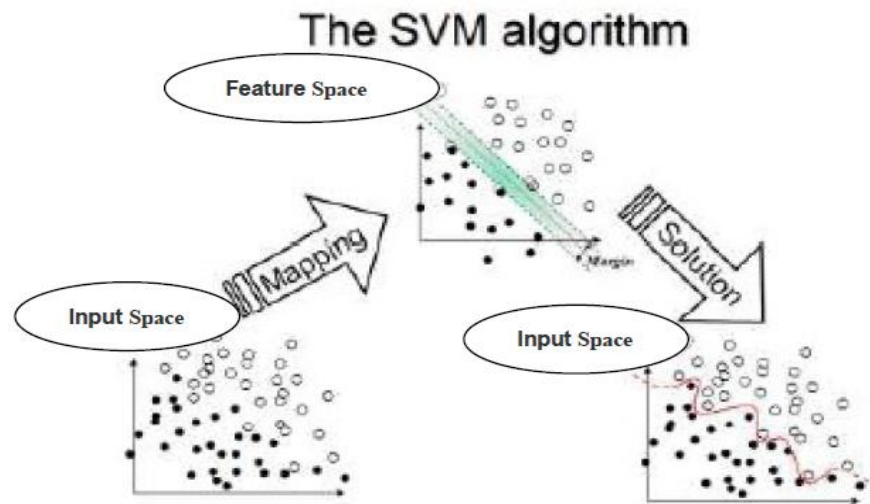 The SVM algorithm
Feature Space
Mapping
Margin
Solution
Input Space
Input Space